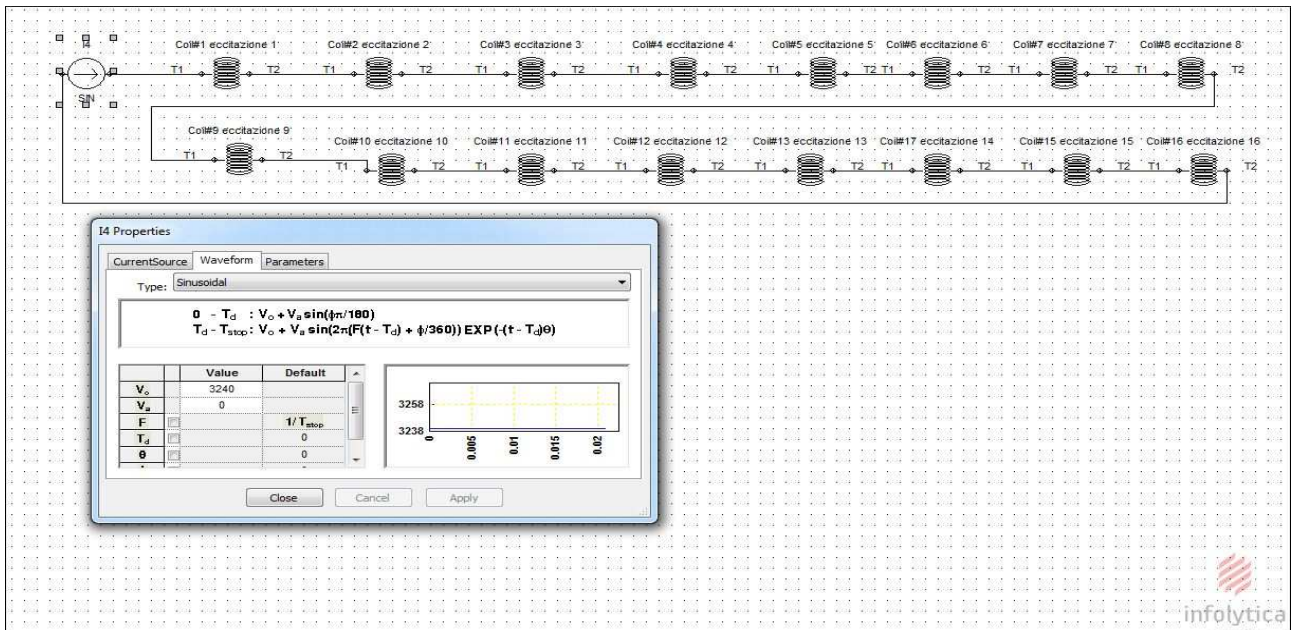 I4
Coil#1 eccitazione 1 Coil#2 eccitazione 2 Coil#3 eccitazione 3 Coil#4 eccitazione 4 Coil#5 eccitazione 5 Coil#6 eccitazione 6 Coil#7 eccitazione 7 Coil#8 eccitazione 8
T1 T2 T1 T2 T1 T2 T1 T2 T1 T2 T1 T2 T1 T2 T1 T2
SIN
Coil#9 eccitazione 9
Coil#10 eccitazione 10 Coil#11 eccitazione 11 Coil#12 eccitazione 12 Coil#13 eccitazione 13 Coil#17 eccitazione 14 Coil#15 eccitazione 15 Coil#16 eccitazione 16
T1 T2
T1 T2 T1 T2 T1 T2 T1 T2 T1 T2 T1 T2 T1 T2
I4 Properties
CurrentSource Waveform Parameters
Type: Sinusoidal
0 - Td : Vo + Va sin(ϕπ/180)
Td - Tstop : Vo + Va sin(2π(F(t - Td) + ϕ/360)) EXP(-(t - Td)θ)
Value Default
Vo 3240
Va 0
F 1/Tstop
Td 0
θ 0
3258
3238
0 0.005 0.01 0.015 0.02
Close Cancel Apply
infolytica